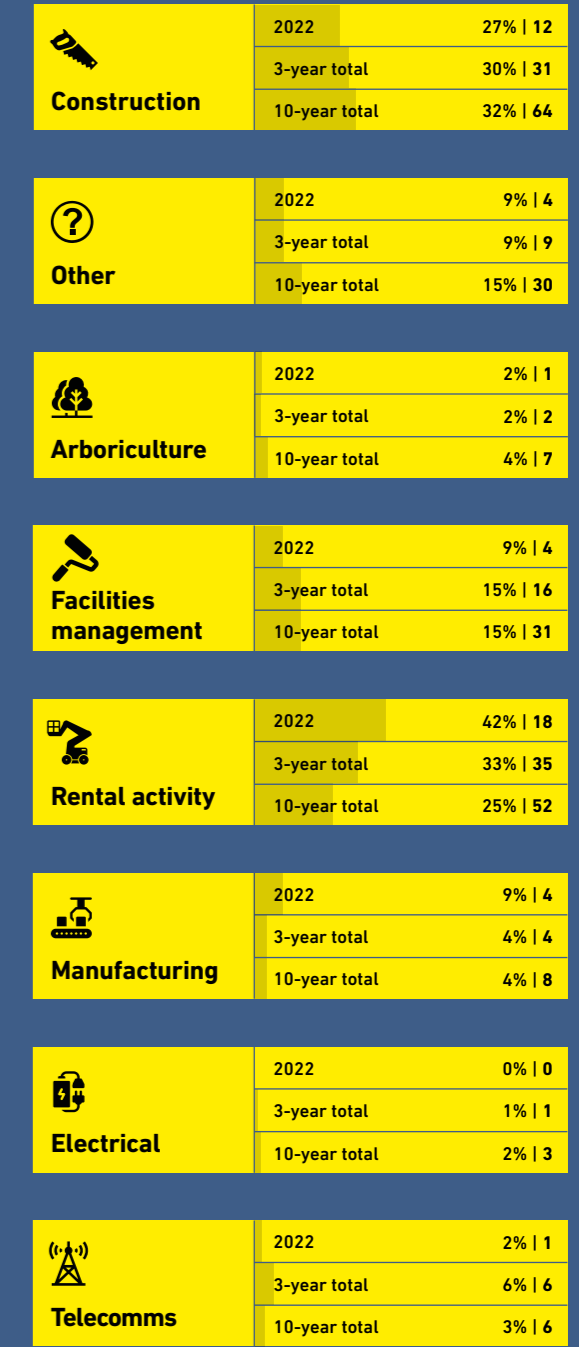 2022 27% | 12
3-year total 30% | 31
Construction
10-year total 32% | 64
2022 9% | 4
3-year total 9% | 9
Other
10-year total 15% | 30
2022 2% | 1
3-year total 2% | 2
Arboriculture
10-year total 4% | 7
2022 9% | 4
3-year total 15% | 16
Facilities
management
10-year total 15% | 31
2022 42% | 18
3-year total 33% | 35
Rental activity
10-year total 25% | 52
2022 9% | 4
3-year total 4% | 4
Manufacturing
10-year total 4% | 8
2022 0% | 0
3-year total 1% | 1
Electrical
10-year total 2% | 3
2022 2% | 1
3-year total 6% | 6
Telecomms
10-year total 3% | 6